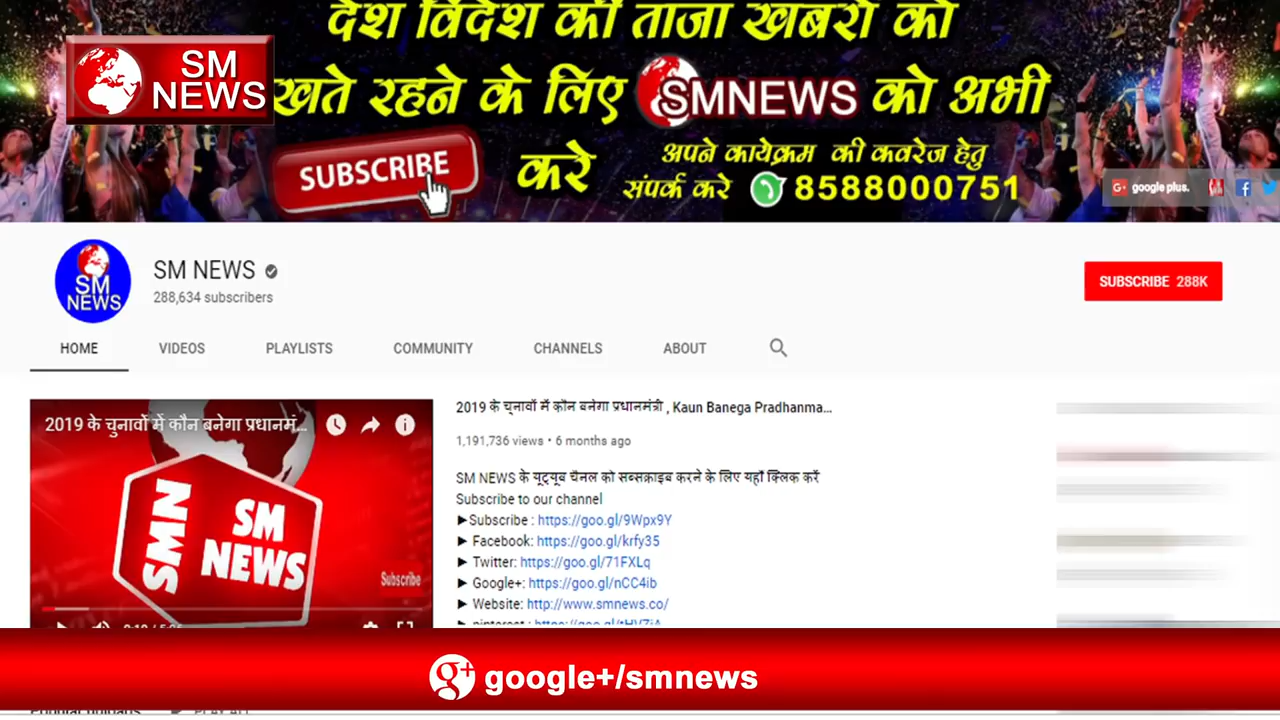 देश विदेश की ताजा खबरों को
SM
NEWS
खते रहने के लिए SMNEWS को अभी
SUBSCRIBE करे
अपने कार्यक्रम की कवरेज हेतु
संपर्क करे 8588000751
google plus.
SM NEWS
288,634 subscribers
SM
NEWS
SUBSCRIBE 288K
HOME VIDEOS PLAYLISTS COMMUNITY CHANNELS ABOUT
2019 के चुनावों में कौन बनेगा प्रधानमं...
SMN
SM
NEWS
Subscribe
2019 के चुनावों में कौन बनेगा प्रधानमंत्री , Kaun Banega Pradhanma...
1,191,736 views • 6 months ago
SM NEWS के यूट्यूब चैनल को सब्सक्राइब करने के लिए यहाँ क्लिक करें
Subscribe to our channel
►Subscribe : https://goo.gl/9Wpx9Y
► Facebook: https://goo.gl/krfy35
► Twitter: https://goo.gl/71FXLq
► Google+: https://goo.gl/nCC4ib
► Website: http://www.smnews.co/
google+/smnews